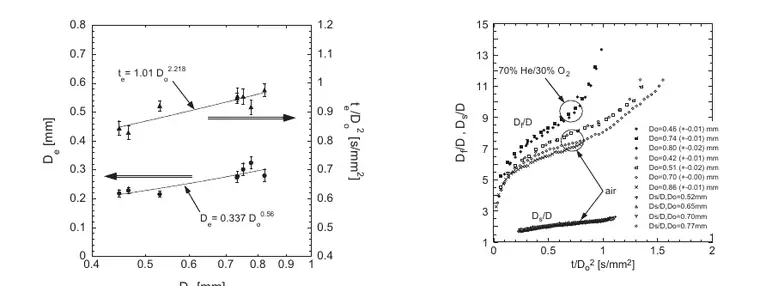 0.8
0.7
0.6
0.5
0.4
0.3
0.2
0.1
0
D_e [mm]
t_e = 1.01 D_o^2.218
D_e = 0.337 D_o^0.56
1.2
1.1
1
0.9
0.8
0.7
0.6
0.5
0.4
t_e/D_o^2 [s/mm^2]
0.4 0.5 0.6 0.7 0.8 0.9 1
15
13
11
9
7
5
3
1
D_f/D, D_s/D
70% He/30% O_2
D_f/D
air
D_s/D
Do=0.46 (+-0.01) mm
Do=0.74 (+-0.01) mm
Do=0.80 (+-0.02) mm
Do=0.42 (+-0.01) mm
Do=0.51 (+-0.02) mm
Do=0.70 (+-0.00) mm
Do=0.86 (+-0.01) mm
Ds/D,Do=0.52mm
Ds/D,Do=0.65mm
Ds/D,Do=0.70mm
Ds/D,Do=0.77mm
0 0.5 1 1.5 2
t/D_o^2 [s/mm^2]